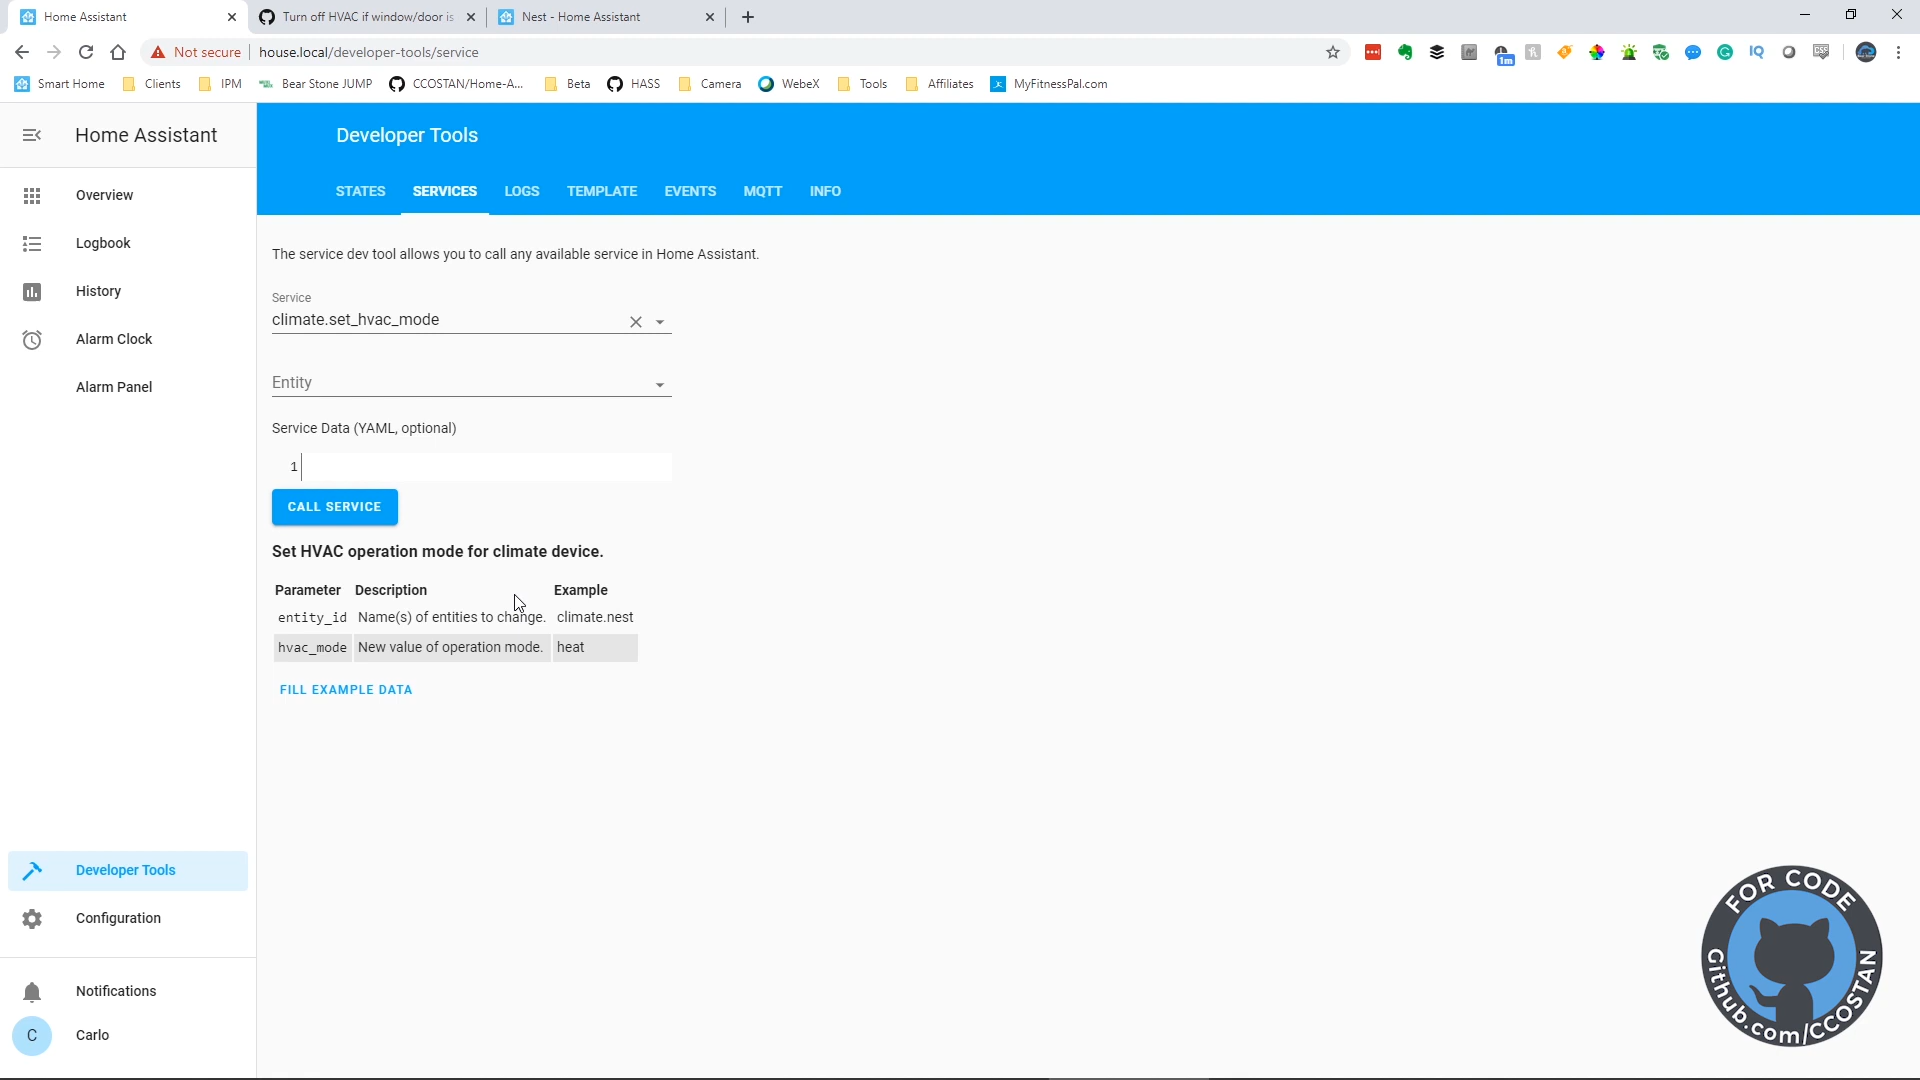 Home Assistant
Turn off HVAC if window/door is
Nest - Home Assistant
Not secure
house.local/developer-tools/service
1m
IQ
CSS
Smart Home
Clients
IPM
Bear Stone JUMP
CCOSTAN/Home-A...
Beta
HASS
Camera
WebeX
Tools
Affiliates
MyFitnessPal.com
Home Assistant
Developer Tools
STATES
SERVICES
LOGS
TEMPLATE
EVENTS
MQTT
INFO
Overview
Logbook
History
Alarm Clock
Alarm Panel
The service dev tool allows you to call any available service in Home Assistant.
Service
climate.set_hvac_mode
Entity
Service Data (YAML, optional)
1
CALL SERVICE
Set HVAC operation mode for climate device.
Parameter Description Example
entity_id Name(s) of entities to change. climate.nest
hvac_mode New value of operation mode. heat
FILL EXAMPLE DATA
Developer Tools
Configuration
Notifications
C
Carlo
FOR CODE
Github.com/CCOSTAN